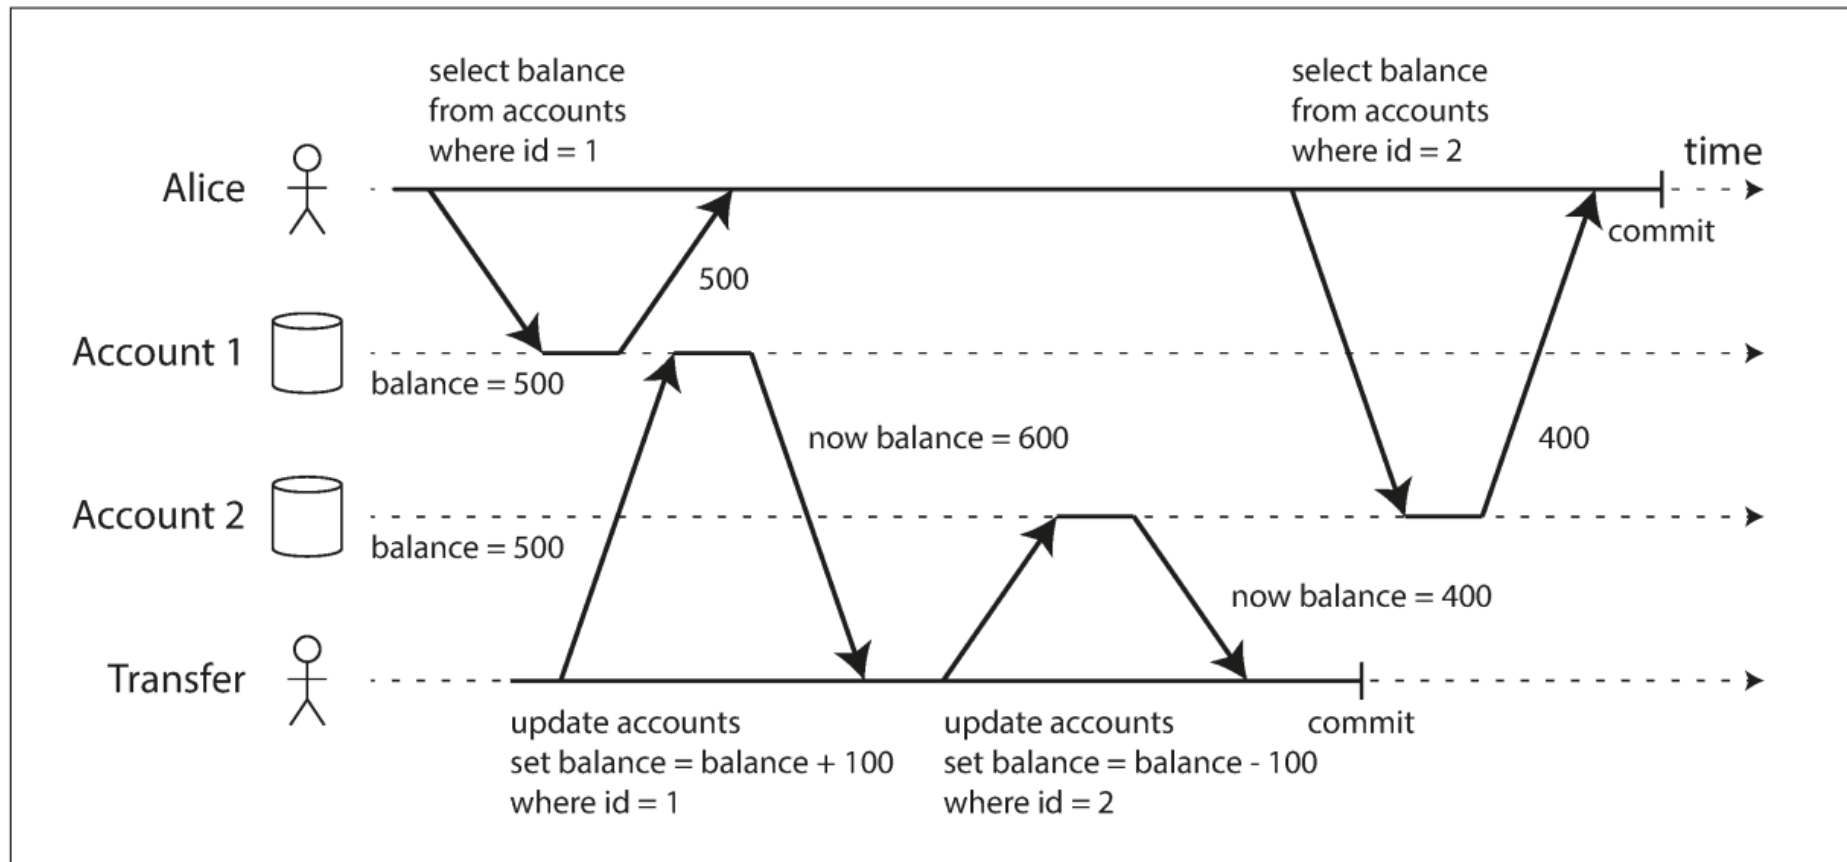 select balance
from accounts
where id = 1
select balance
from accounts
where id = 2
time
Alice
commit
500
Account 1
balance = 500
now balance = 600
400
Account 2
balance = 500
now balance = 400
Transfer
update accounts
set balance = balance + 100
where id = 1
update accounts
set balance = balance - 100
where id = 2
commit